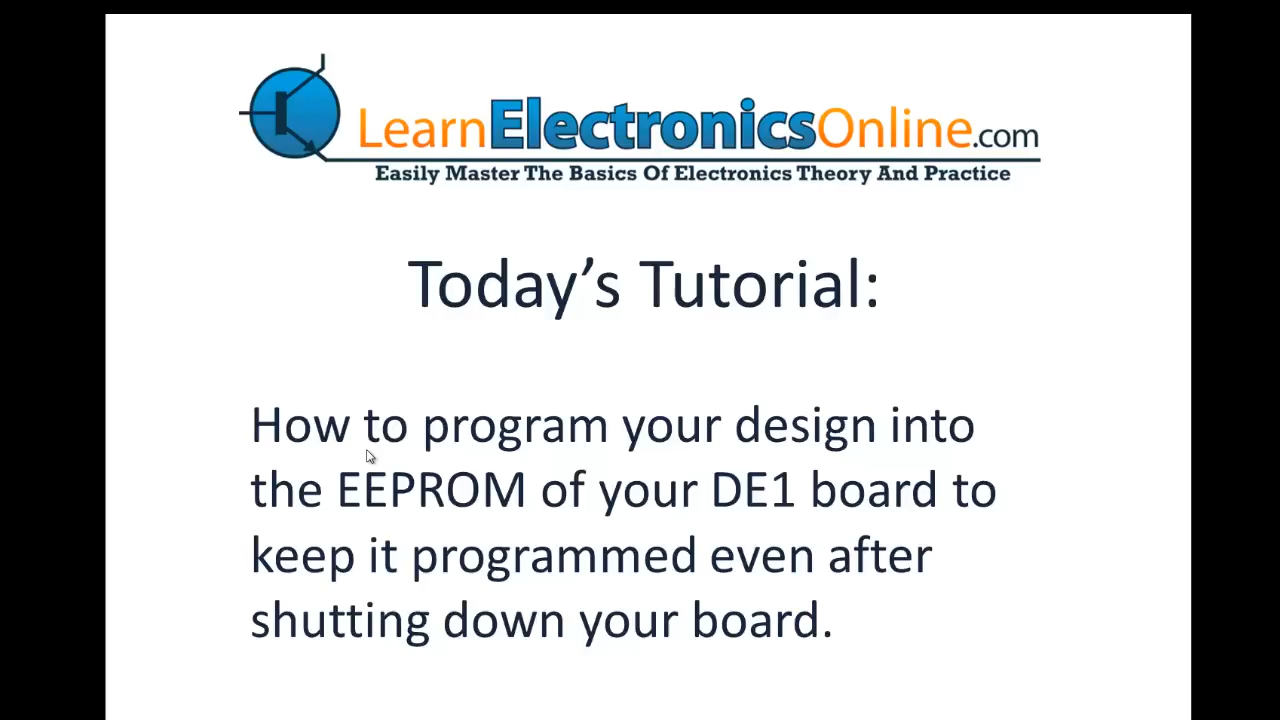 LearnElectronicsOnline.com
Easily Master The Basics Of Electronics Theory And Practice
Today’s Tutorial:
How to program your design into
the EEPROM of your DE1 board to
keep it programmed even after
shutting down your board.